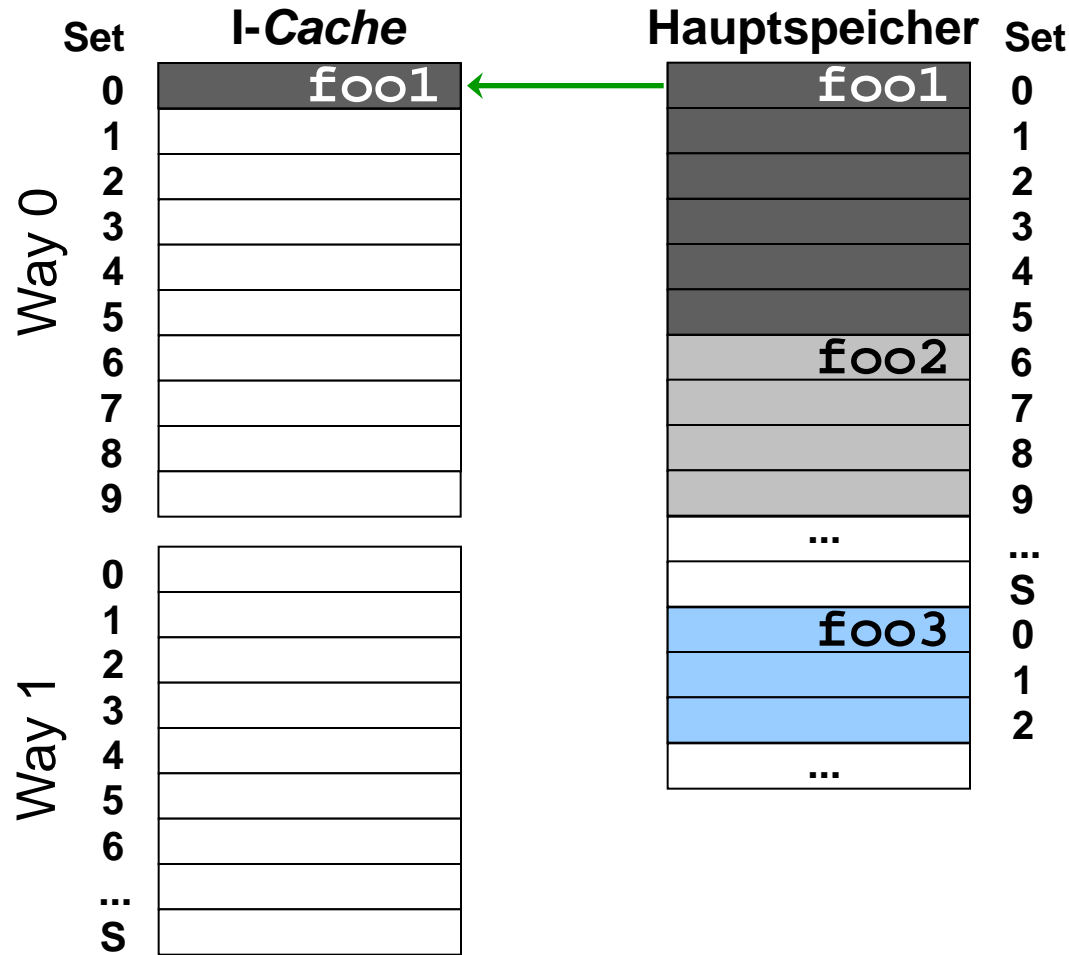 Set I-Cache Hauptspeicher Set
0 foo1 foo1 0
1 1
2 2
3 3
4 4
5 5
6 foo2 6
7 7
8 8
9 9
... ...
0 S
1 foo3 0
2 1
3 2
4 ...
5
6
...
S
Way 0
Way 1